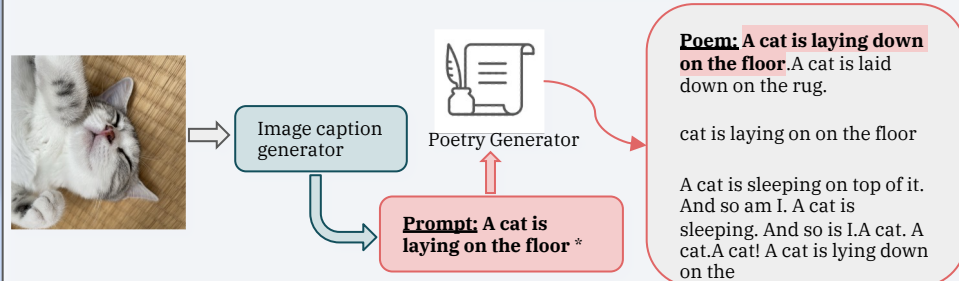 Image caption
generator
Prompt: A cat is
laying on the floor *
Poetry Generator
Poem: A cat is laying down
on the floor.A cat is laid
down on the rug.
cat is laying on on the floor
A cat is sleeping on top of it.
And so am I. A cat is
sleeping. And so is I.A cat. A
cat.A cat! A cat is lying down
on the